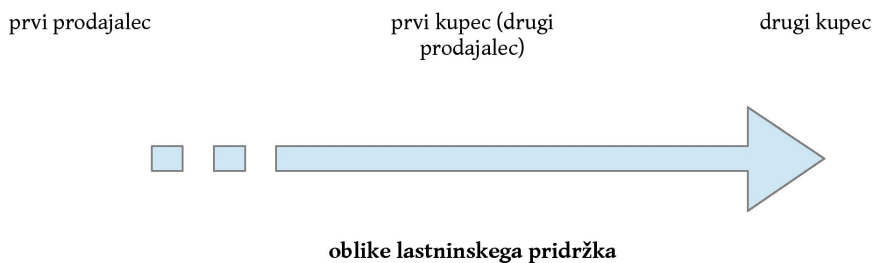 prvi prodajalec
prvi kupec (drugi
prodajalec)
drugi kupec
oblike lastninskega pridržka